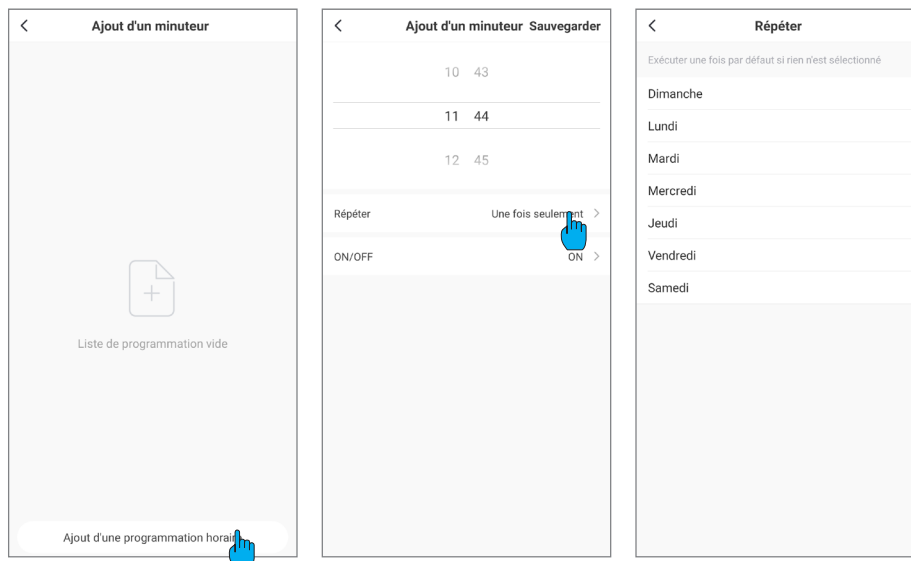 Ajout d'un minuteur
Liste de programmation vide
Ajout d'une programmation horaire
Ajout d'un minuteur Sauvegarder
10 43
11 44
12 45
Répéter Une fois seulement
ON/OFF ON
Répéter
Exécuter une fois par défaut si rien n'est sélectionné
Dimanche
Lundi
Mardi
Mercredi
Jeudi
Vendredi
Samedi